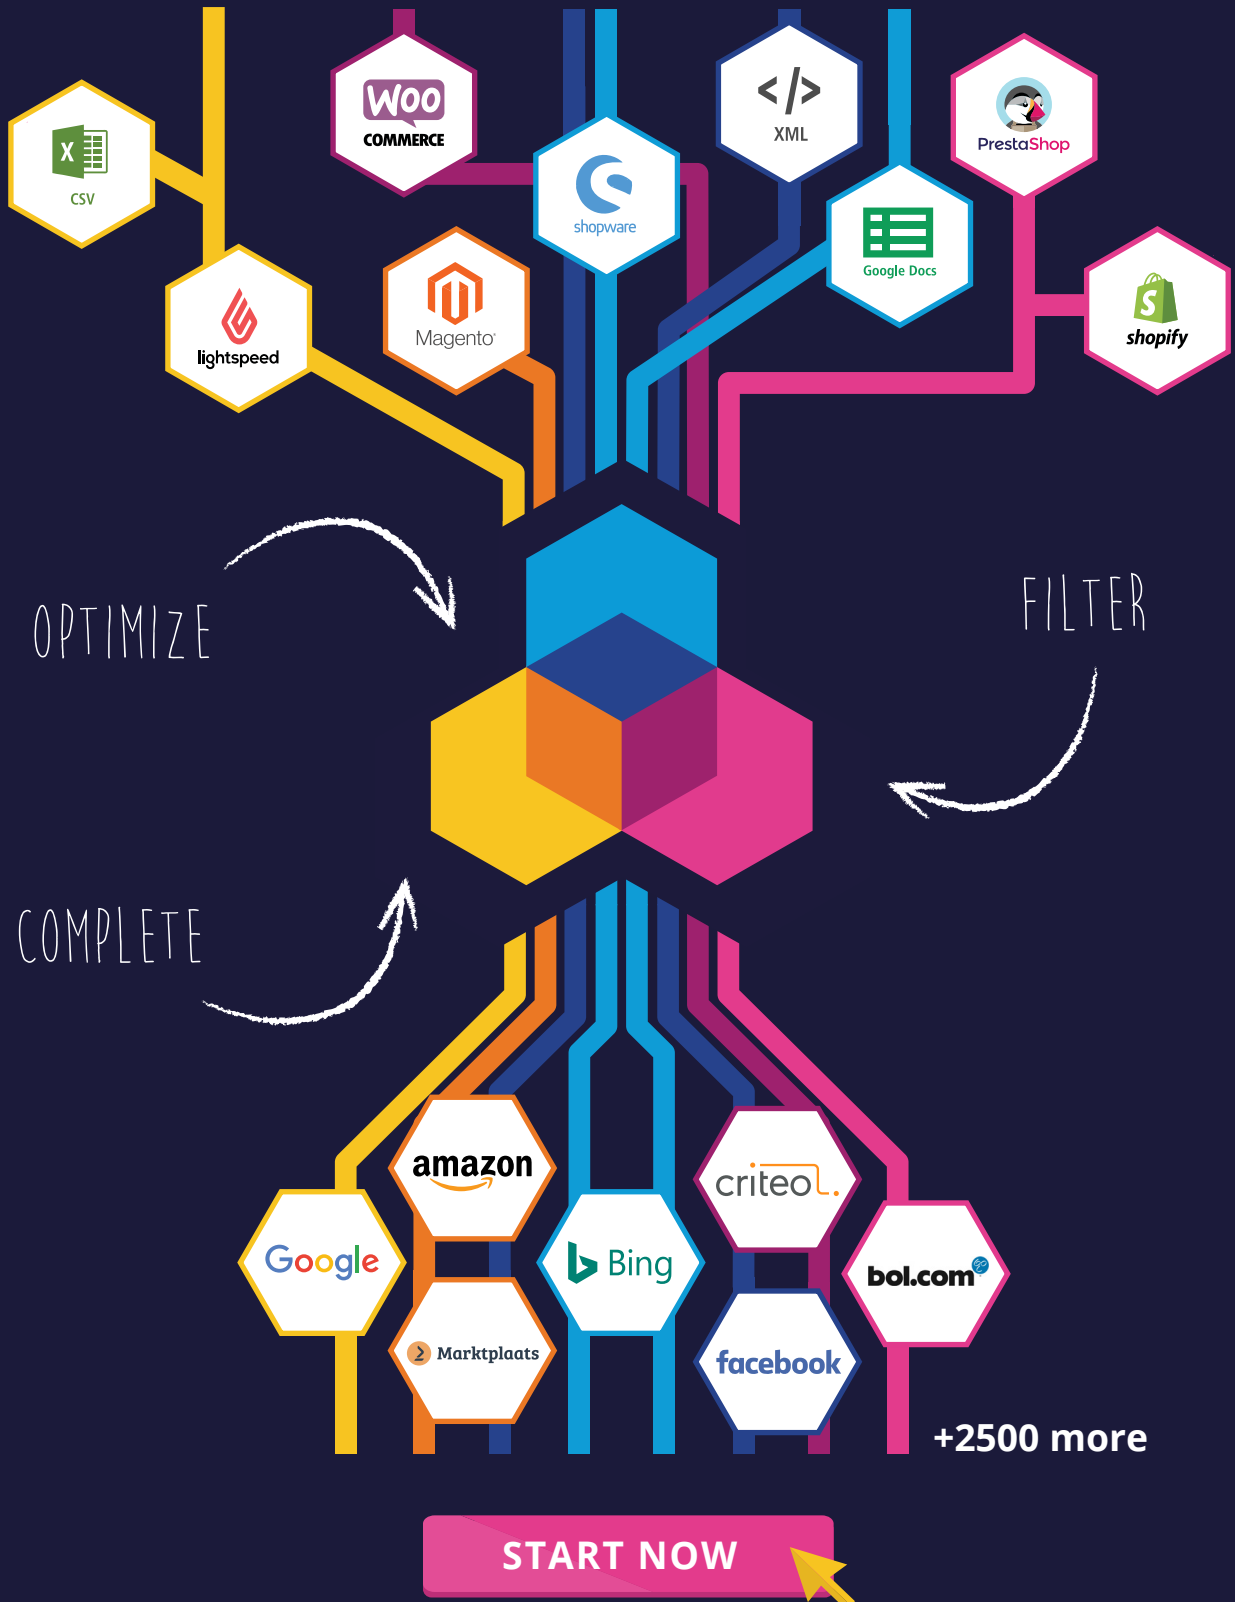 WOO
COMMERCE
</>
XML
PrestaShop
X
CSV
shopware
Google Docs
lightspeed
Magento
S
shopify
OPTIMIZE
FILTER
COMPLETE
amazon
criteo
Google
Bing
bol.com
Marktplaats
facebook
+2500 more
START NOW